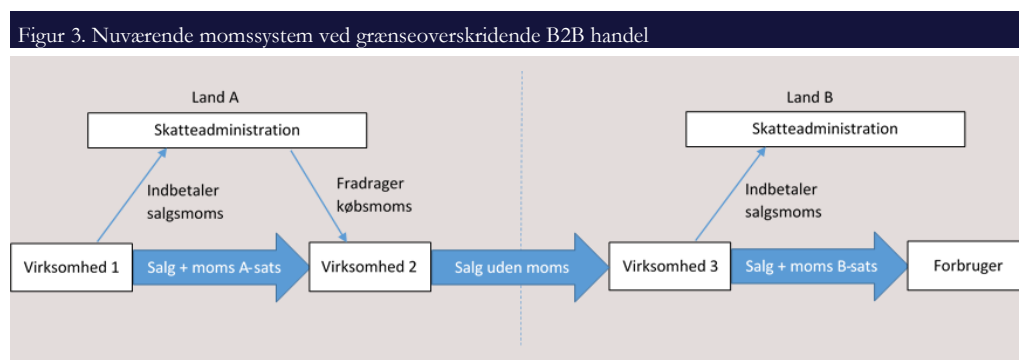 Figur 3. Nuværende momssystem ved grænseoverskridende B2B handel
Land A
Land B
Skatteadministration
Skatteadministration
Indbetaler
salgsmoms
Fradrager
købsmoms
Indbetaler
salgsmoms
Virksomhed 1
Salg + moms A-sats
Virksomhed 2
Salg uden moms
Virksomhed 3
Salg + moms B-sats
Forbruger